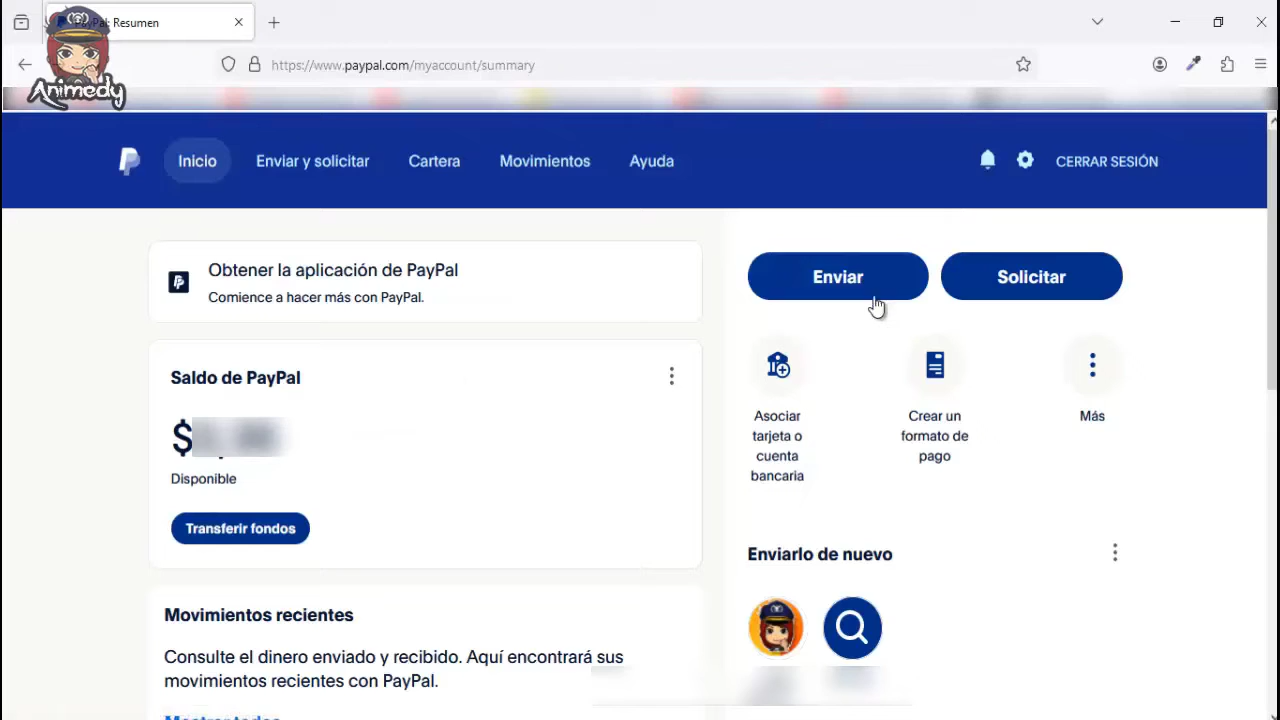 PayPal: Resumen
Animedy
https://www.paypal.com/myaccount/summary
Inicio
Enviar y solicitar
Cartera
Movimientos
Ayuda
CERRAR SESIÓN
Obtener la aplicación de PayPal
Comience a hacer más con PayPal.
Enviar
Solicitar
Saldo de PayPal
$
Disponible
Transferir fondos
Asociar
tarjeta o
cuenta
bancaria
Crear un
formato de
pago
Más
Enviarlo de nuevo
Movimientos recientes
Consulte el dinero enviado y recibido. Aquí encontrará sus
movimientos recientes con PayPal.
Mostrar todos